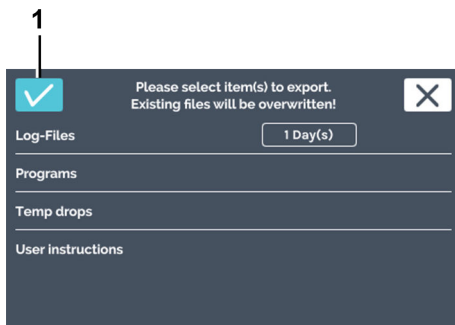 1
Please select item(s) to export.
Existing files will be overwritten!
Log-Files
1 Day(s)
Programs
Temp drops
User instructions